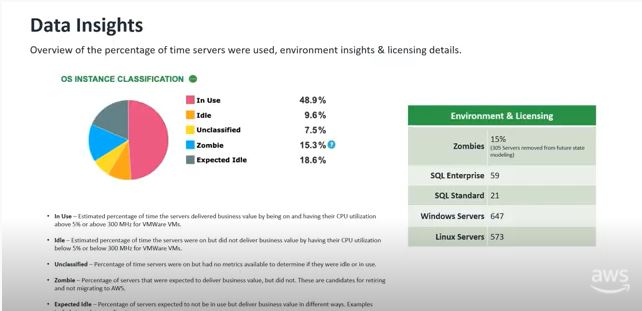 Data Insights
Overview of the percentage of time servers were used, environment insights & licensing details.
OS INSTANCE CLASSIFICATION
In Use 48.9%
Idle 9.6%
Unclassified 7.5%
Zombie 15.3%
Expected Idle 18.6%
Environment & Licensing
Zombies 15%
(305 Servers removed from future state
modeling)
SQL Enterprise 59
SQL Standard 21
Windows Servers 647
Linux Servers 573
• In Use – Estimated percentage of time the servers delivered business value by being on and having their CPU utilization
above 5% or above 300 MHz for VMWare VMs.
• Idle – Estimated percentage of time the servers were on but did not deliver business value by having their CPU utilization
below 5% or below 300 MHz for VMWare VMs.
• Unclassified – Percentage of time servers were on but had no metrics available to determine if they were idle or in use.
• Zombie – Percentage of servers that were expected to deliver business value, but did not. These are candidates for retiring
and not migrating to AWS.
• Expected Idle – Percentage of servers expected to not be in use but deliver business value in different ways. Examples
aws